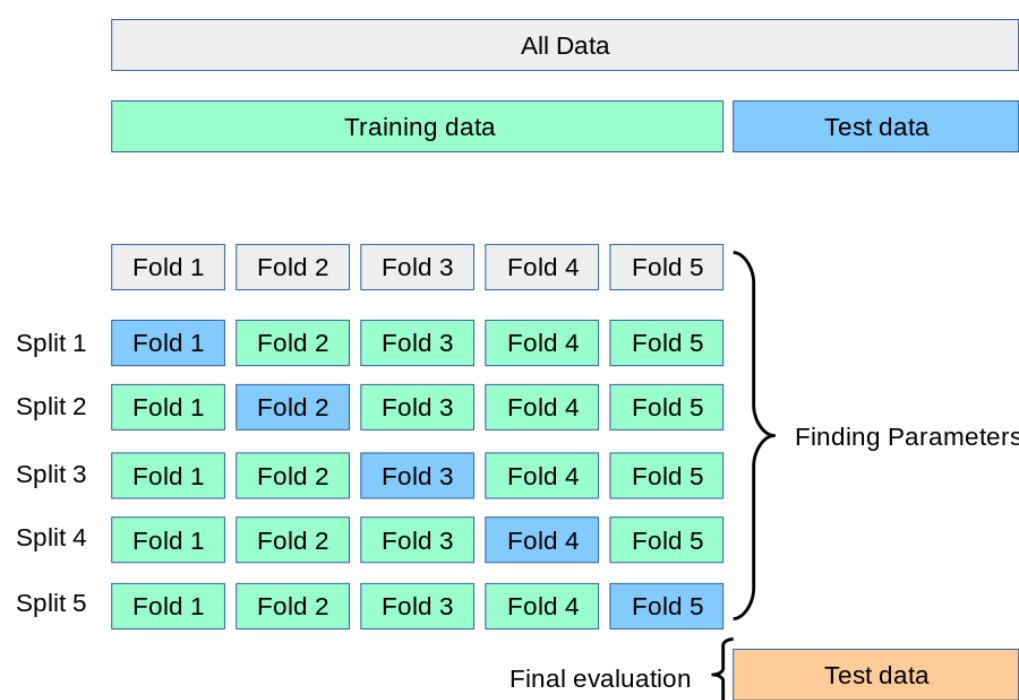 All Data
Training data Test data
Fold 1 Fold 2 Fold 3 Fold 4 Fold 5
Split 1 Fold 1 Fold 2 Fold 3 Fold 4 Fold 5
Split 2 Fold 1 Fold 2 Fold 3 Fold 4 Fold 5
Finding Parameters
Split 3 Fold 1 Fold 2 Fold 3 Fold 4 Fold 5
Split 4 Fold 1 Fold 2 Fold 3 Fold 4 Fold 5
Split 5 Fold 1 Fold 2 Fold 3 Fold 4 Fold 5
Final evaluation Test data